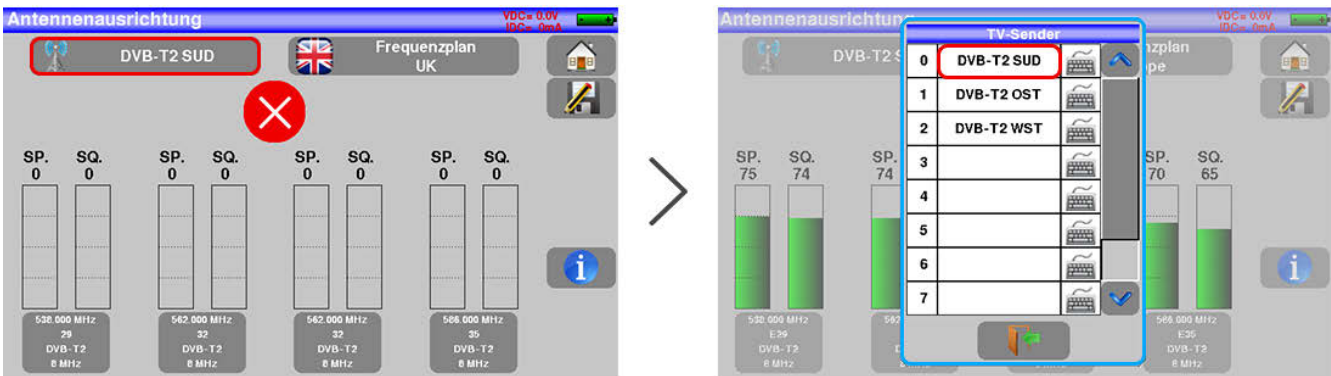 Antennenausrichtung
VDC= 0.0V
IDC= 0mA
DVB-T2 SUD
Frequenzplan
UK
SP. SQ. SP. SQ. SP. SQ. SP. SQ.
0 0 0 0 0 0 0 0
538.000 MHz 562.000 MHz 562.000 MHz 586.000 MHz
29 32 32 35
DVB-T2 DVB-T2 DVB-T2 DVB-T2
8 MHz 8 MHz 8 MHz 8 MHz
Antennenausrichtung
VDC= 0.0V
IDC= 0mA
TV-Sender
0 DVB-T2 SUD
1 DVB-T2 OST
2 DVB-T2 WST
3
4
5
6
7
SP. SQ. SP. SP. SQ.
75 74 74 70 65
538.000 MHz 586.000 MHz
E29 E35
DVB-T2 DVB-T2
8 MHz 8 MHz